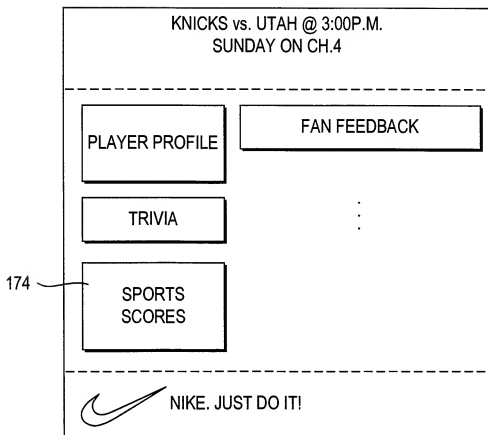 KNICKS vs. UTAH @ 3:00P.M.
SUNDAY ON CH.4
PLAYER PROFILE
FAN FEEDBACK
TRIVIA
174
SPORTS
SCORES
NIKE. JUST DO IT!